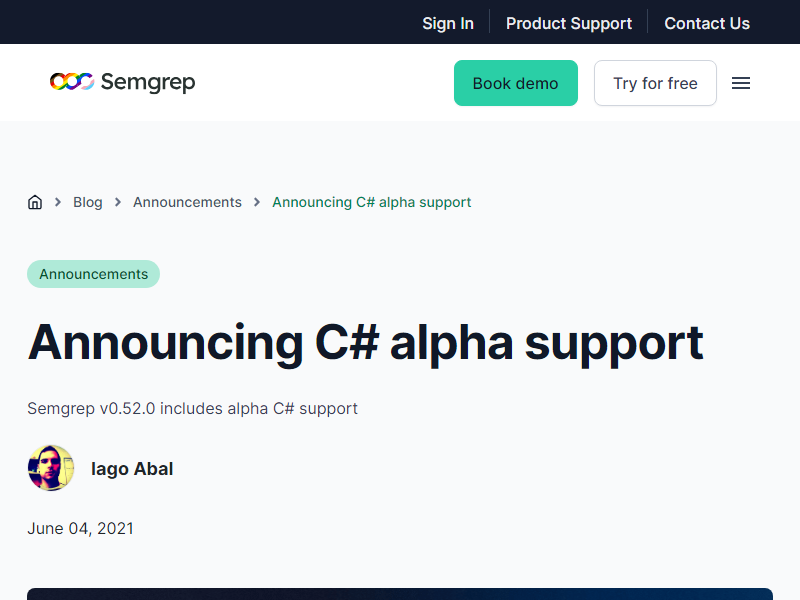 Sign In Product Support Contact Us
Semgrep Book demo Try for free
Blog Announcements Announcing C# alpha support
Announcements
Announcing C# alpha support
Semgrep v0.52.0 includes alpha C# support
Iago Abal
June 04, 2021